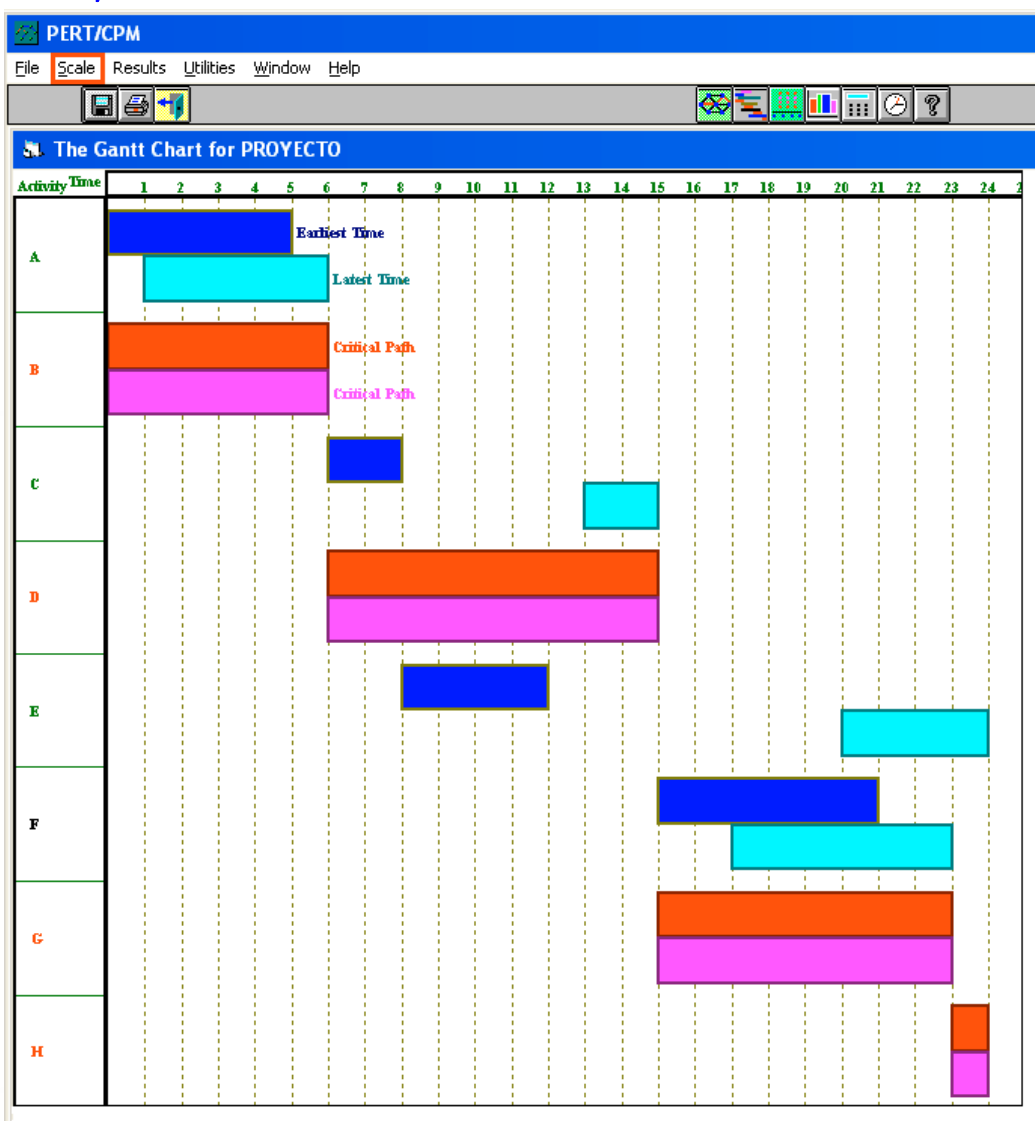 PERT/CPM
File Scale Results Utilities Window Help
The Gantt Chart for PROYECTO
Activity Time 1 2 3 4 5 6 7 8 9 10 11 12 13 14 15 16 17 18 19 20 21 22 23 24
Earliest Time
A
Latest Time
Critical Path
B
Critical Path
C
D
E
F
G
H